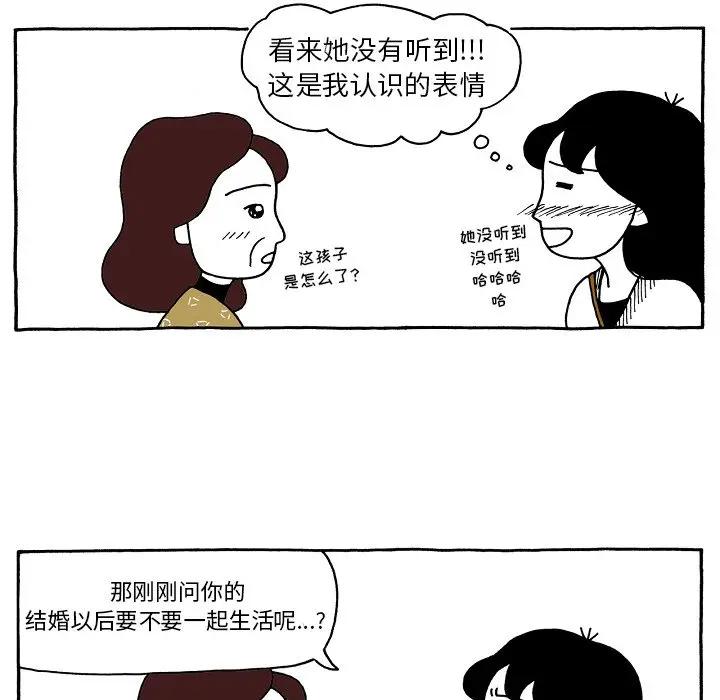 看来她没有听到!!!
这是我认识的表情
这孩子
是怎么了?
她没听到
没听到
哈哈哈
哈
那刚刚问你的
结婚以后要不要一起生活呢...?